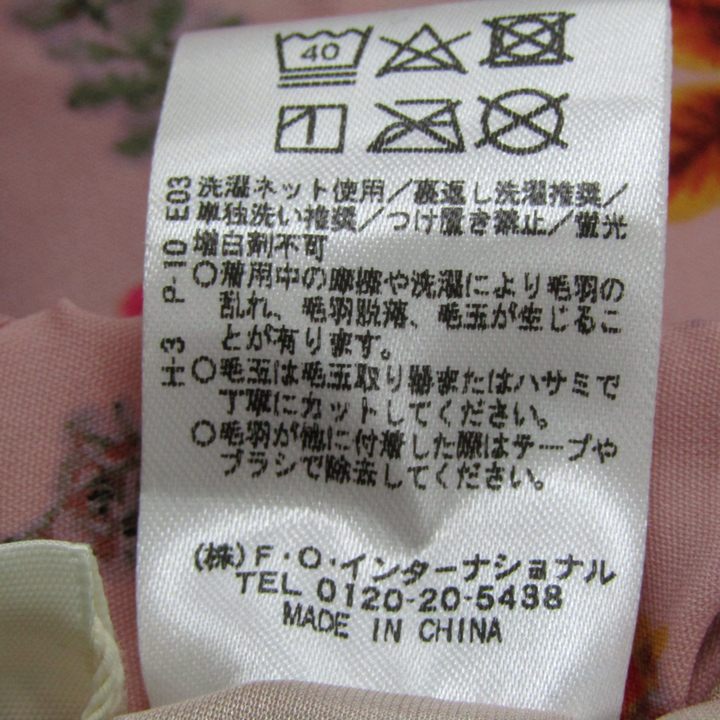 40
洗濯ネット使用／裏返し洗濯推奨／
単独洗い推奨／つけ置き禁止／蛍光
増白剤不可
○着用中の摩擦や洗濯により毛羽の
乱れ、毛羽脱落、毛玉が生じるこ
とが有ります。
○毛玉は毛玉取り器またはハサミで
丁寧にカットしてください。
○毛羽が他に付着した際はテープや
ブラシで除去してください。
H-3 P-10 E03
(株)F・O・インターナショナル
TEL 0120-20-5438
MADE IN CHINA